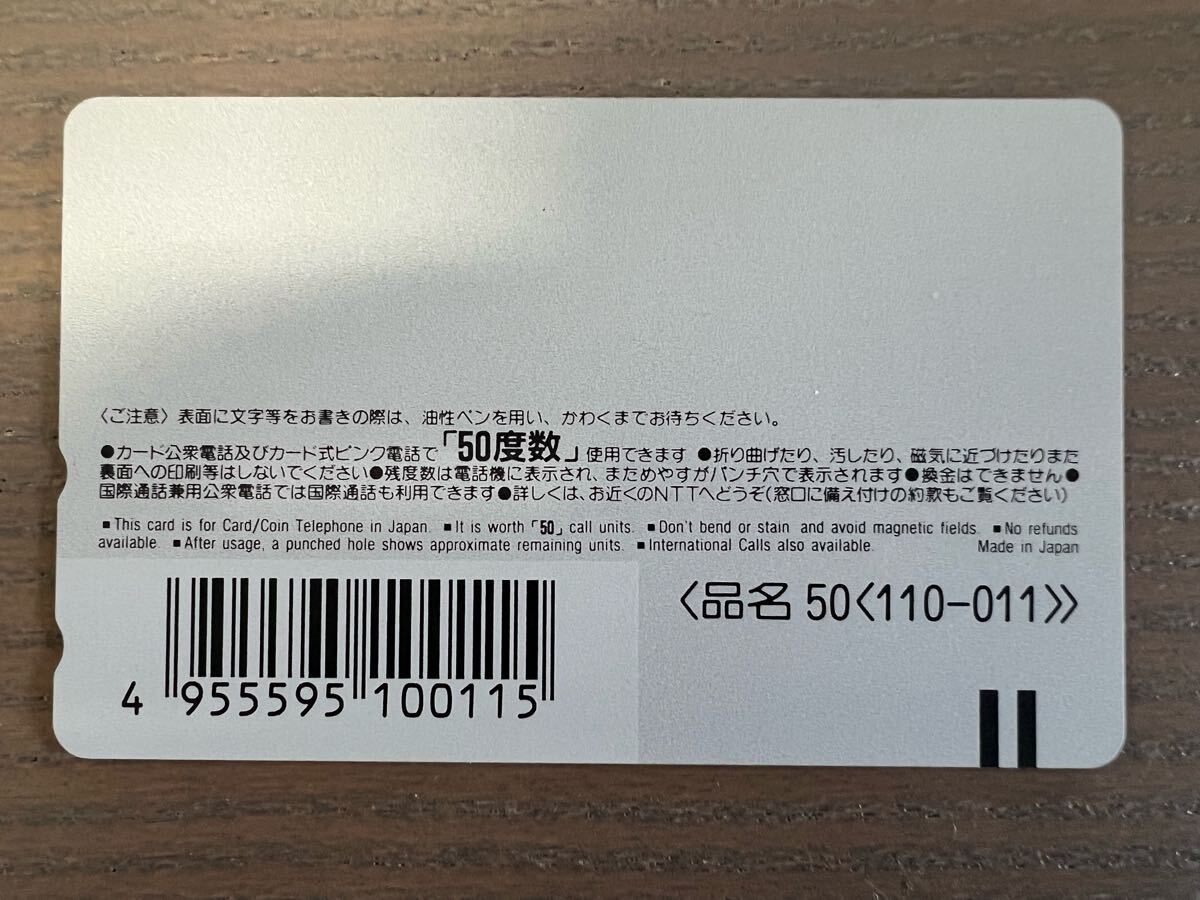 〈ご注意〉表面に文字等をお書きの際は、油性ペンを用い、かわくまでお待ちください。
●カード公衆電話及びカード式ピンク電話で「50度数」使用できます ●折り曲げたり、汚したり、磁気に近づけたりまた
裏面への印刷等はしないでください●残度数は電話機に表示され、まためやすがパンチ穴で表示されます●換金はできません●
国際通話兼用公衆電話では国際通話も利用できます●詳しくは、お近くのNTTへどうぞ(窓口に備え付けの約款もご覧ください)
■This card is for Card/Coin Telephone in Japan. ■It is worth「50」call units. ■Don't bend or stain and avoid magnetic fields. ■No refunds
available. ■After usage, a punched hole shows approximate remaining units. ■International Calls also available. Made in Japan
〈品名 50〈110-011〉〉
4 955595 100115